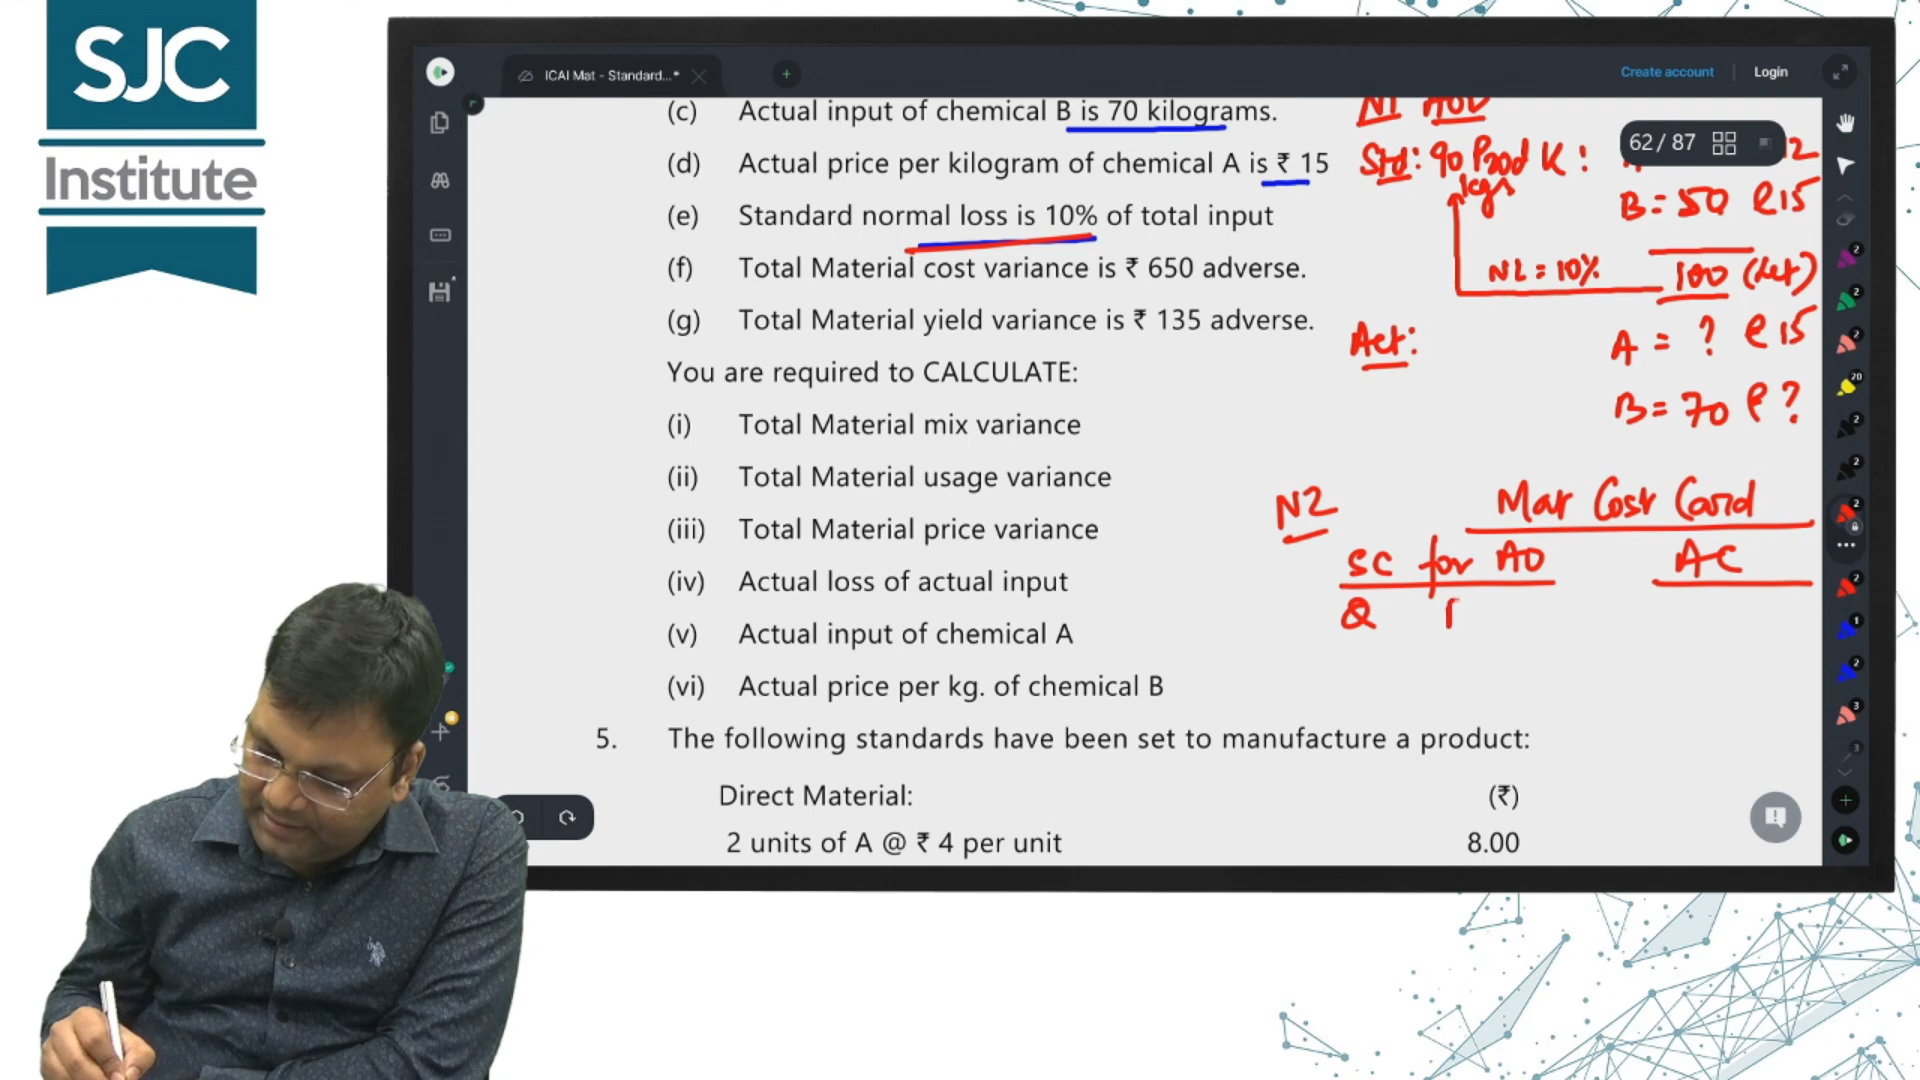 SJC
Institute
ICAI Mat - Standard...*
Create account
Login
62/87
(c) Actual input of chemical B is 70 kilograms.
(d) Actual price per kilogram of chemical A is ₹ 15
(e) Standard normal loss is 10% of total input
(f) Total Material cost variance is ₹ 650 adverse.
(g) Total Material yield variance is ₹ 135 adverse.
You are required to CALCULATE:
(i) Total Material mix variance
(ii) Total Material usage variance
(iii) Total Material price variance
(iv) Actual loss of actual input
(v) Actual input of chemical A
(vi) Actual price per kg. of chemical B
5. The following standards have been set to manufacture a product:
Direct Material: (₹)
2 units of A @ ₹ 4 per unit 8.00
N1
Std: 90 Prod K :
kgs
B = 50 @ 15
NL = 10% 100 (Let)
Act: A = ? @ 15
B = 70 @ ?
N2 Mat Cost Card
SC for AO AC
Q